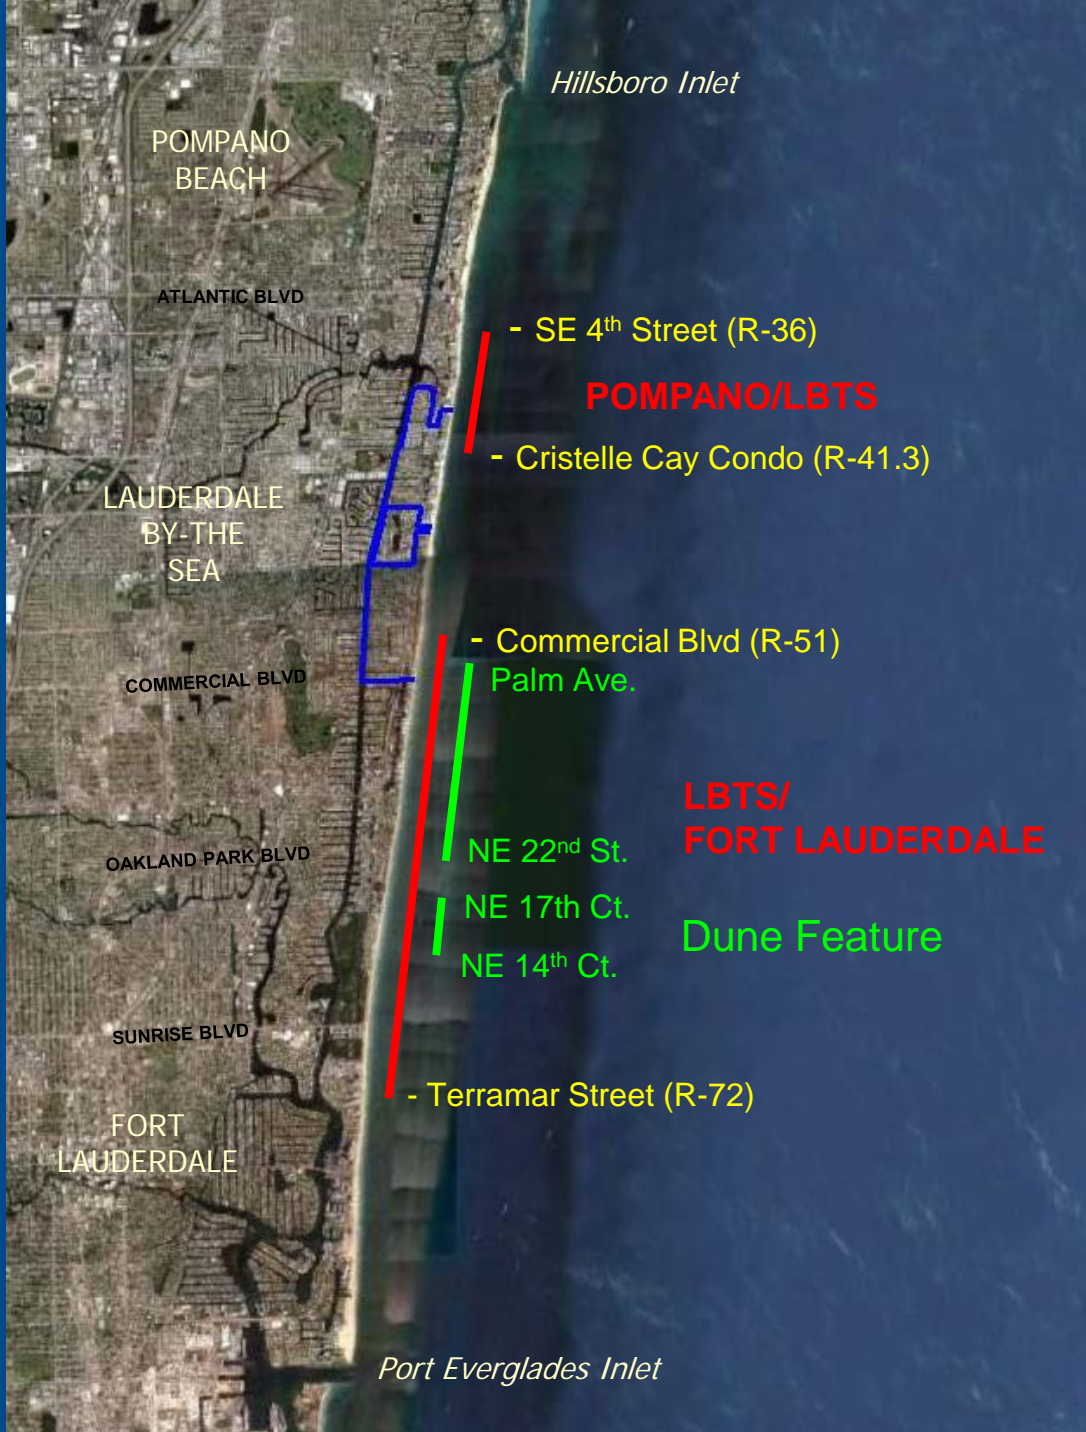 Hillsboro Inlet
POMPANO
BEACH
ATLANTIC BLVD
- SE 4th Street (R-36)
POMPANO/LBTS
- Cristelle Cay Condo (R-41.3)
LAUDERDALE
BY-THE
SEA
- Commercial Blvd (R-51)
COMMERCIAL BLVD
Palm Ave.
LBTS/
FORT LAUDERDALE
OAKLAND PARK BLVD
NE 22nd St.
NE 17th Ct.
Dune Feature
NE 14th Ct.
SUNRISE BLVD
- Terramar Street (R-72)
FORT
LAUDERDALE
Port Everglades Inlet